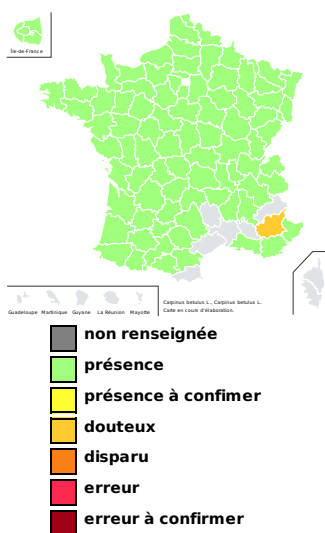 Île-de-France
Guadeloupe Martinique Guyane La Réunion Mayotte
Carpinus betulus L., Carpinus betulus L.
Carte en cours d'élaboration.
non renseignée
présence
présence à confimer
douteux
disparu
erreur
erreur à confirmer